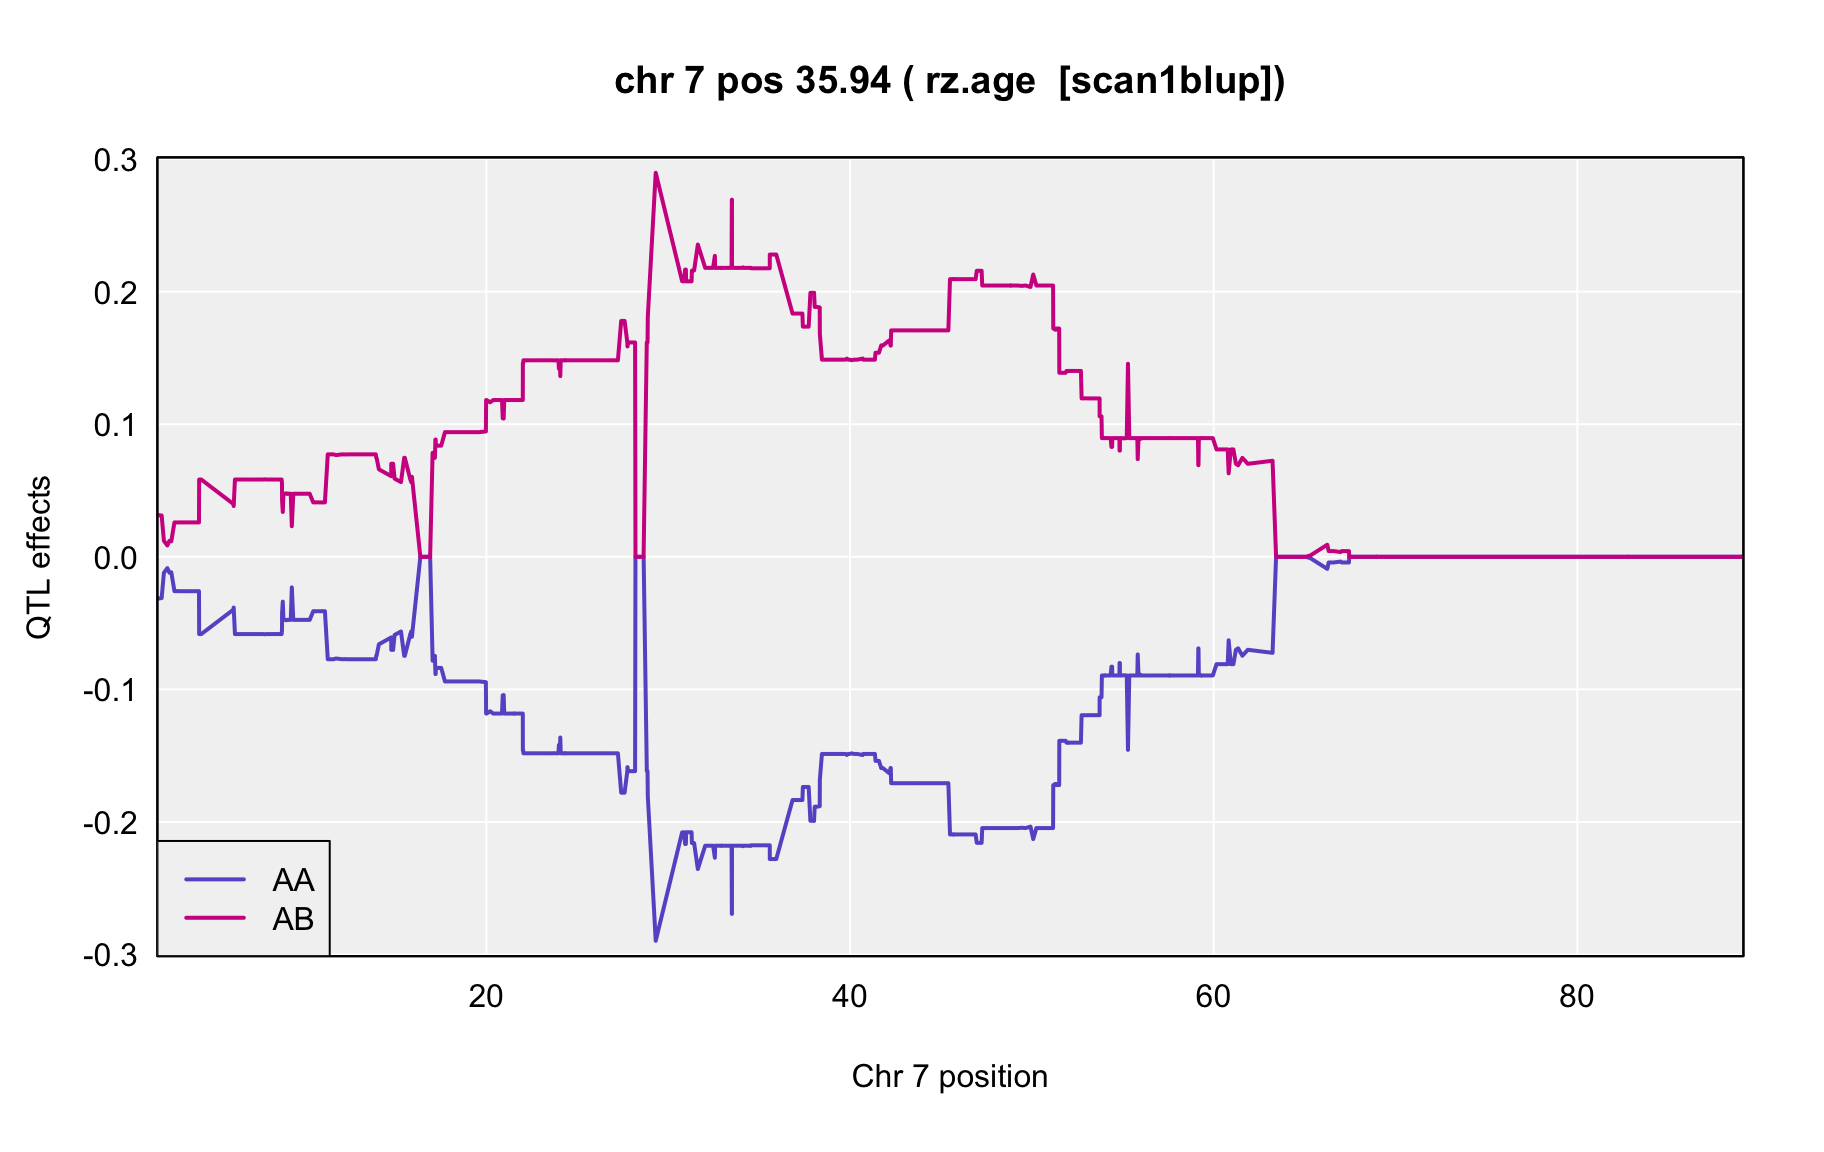 chr 7 pos 35.94 ( rz.age  [scan1blup])
0.3
0.2
0.1
0.0
-0.1
-0.2
-0.3
QTL effects
AA
AB
20 40 60 80
Chr 7 position